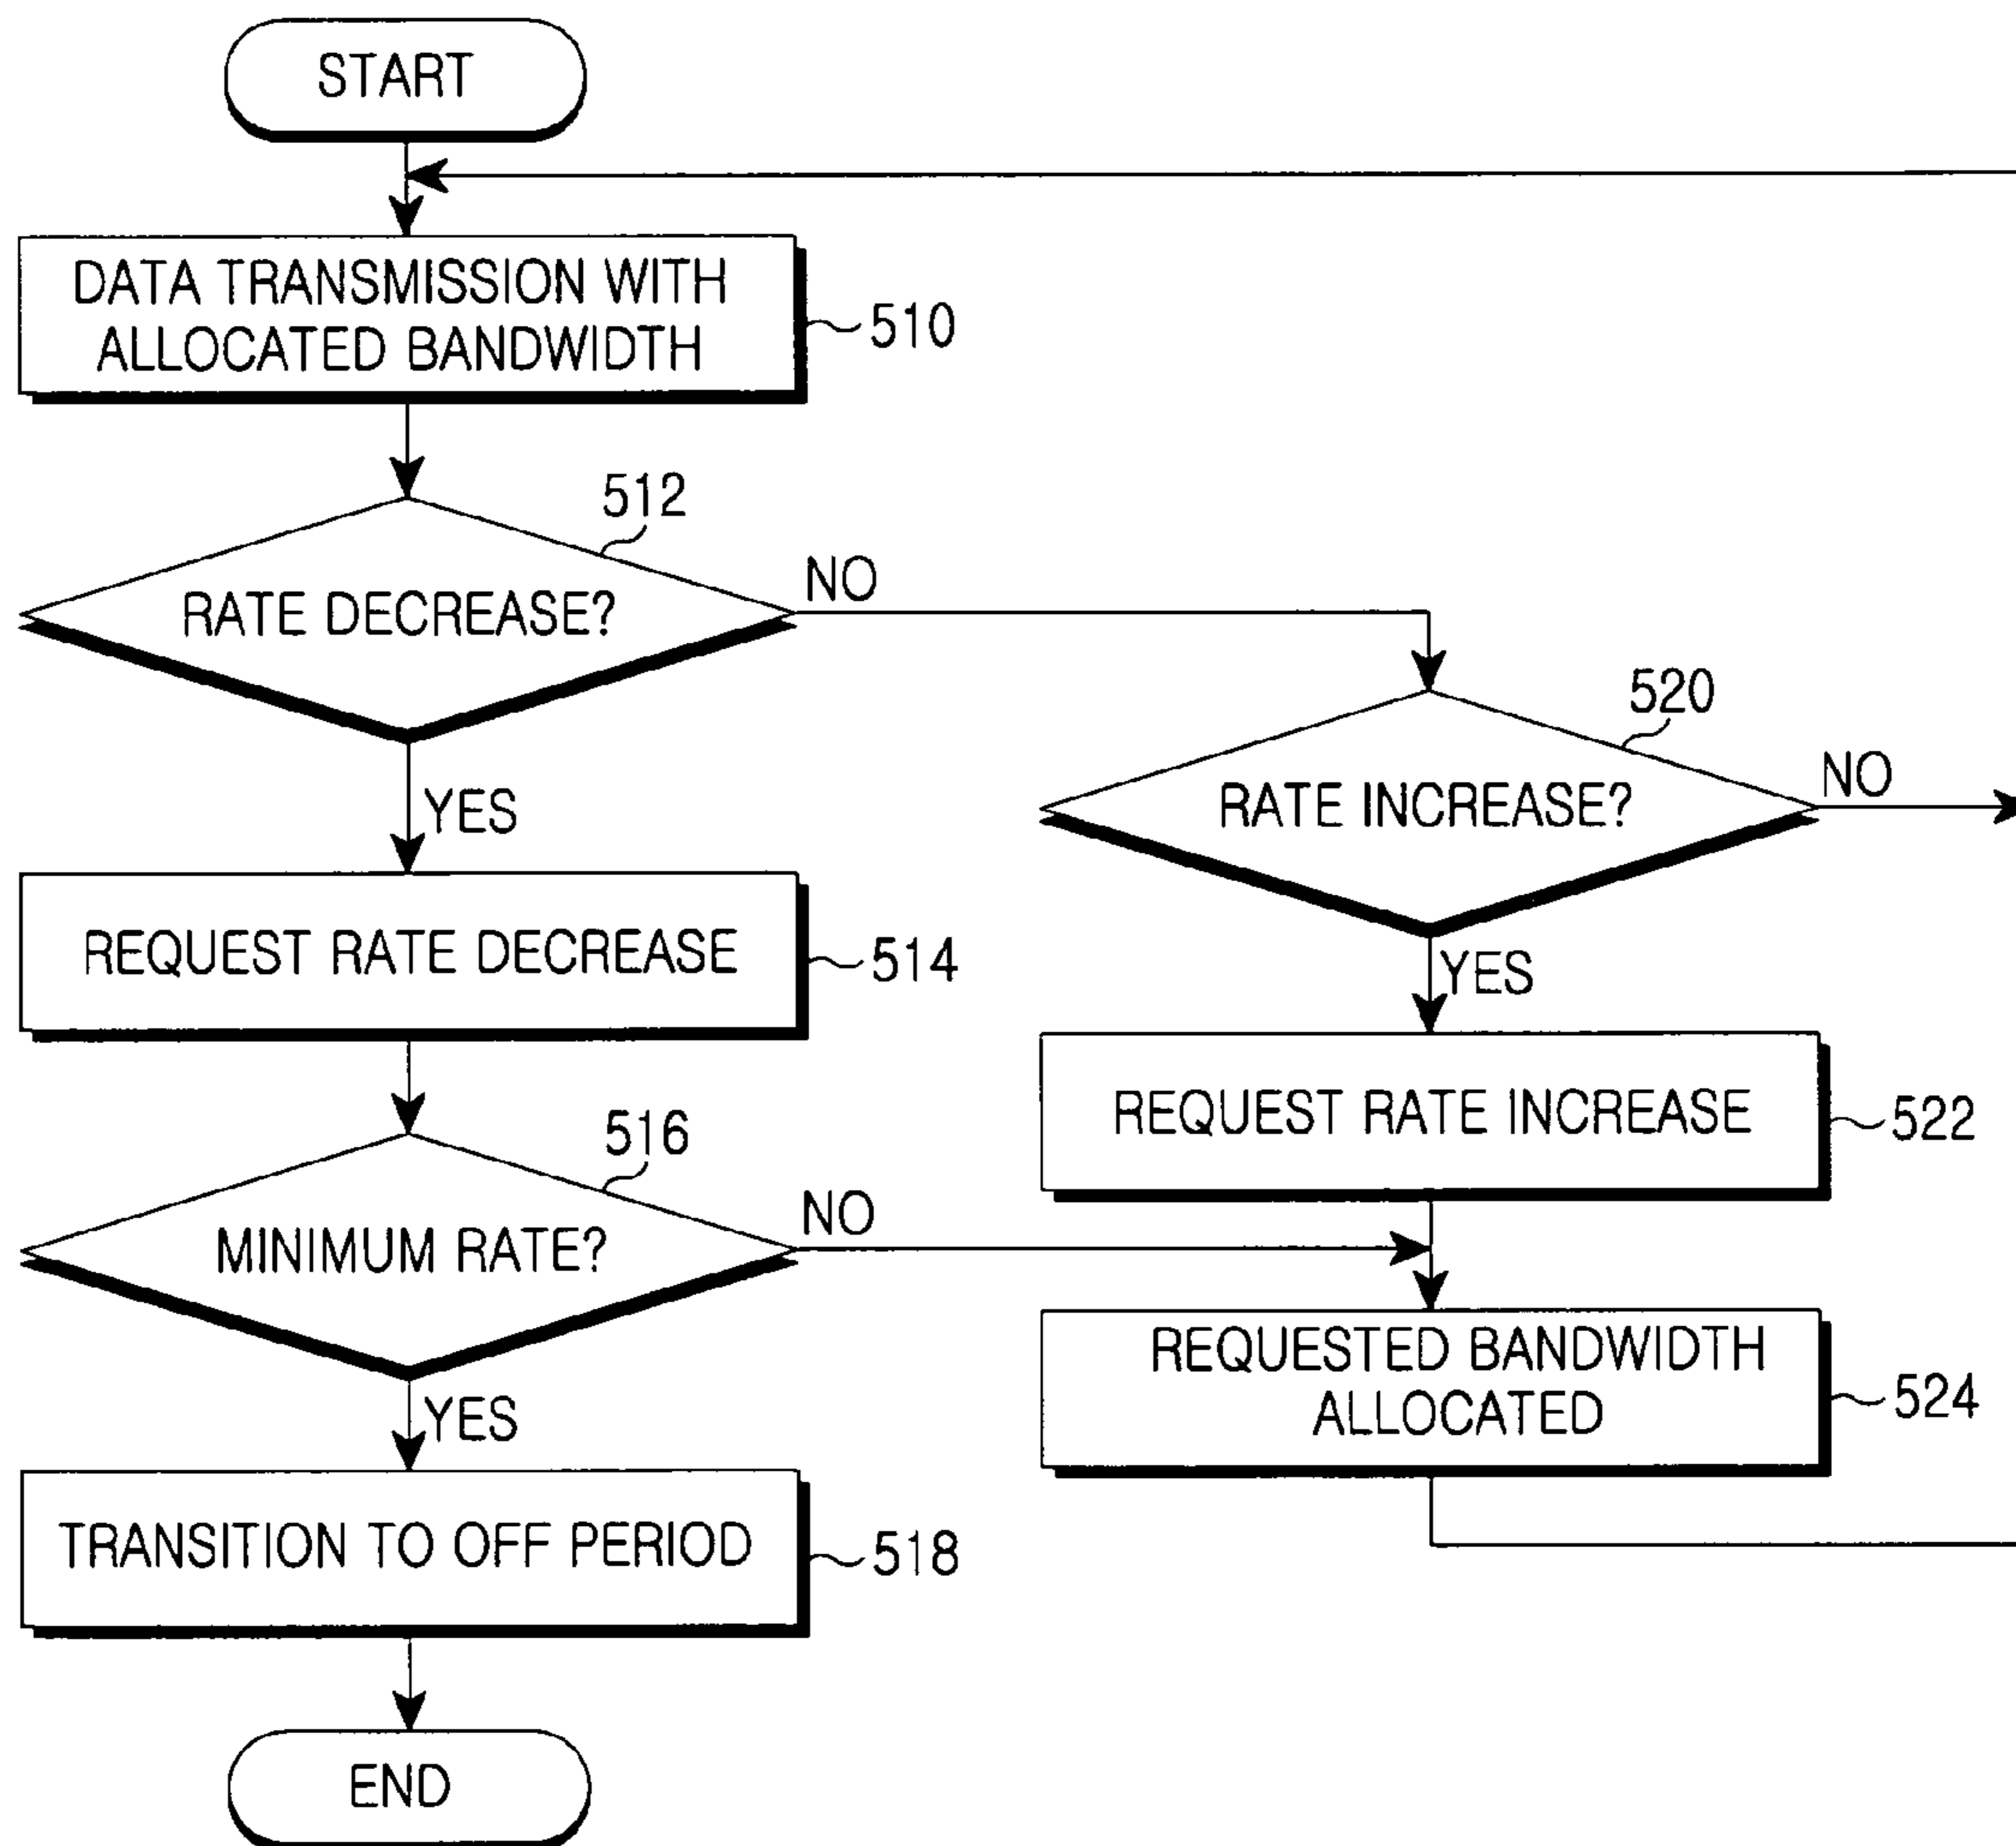 START
DATA TRANSMISSION WITH
ALLOCATED BANDWIDTH
510
512
RATE DECREASE?
NO
YES
520
RATE INCREASE?
NO
YES
REQUEST RATE DECREASE
514
REQUEST RATE INCREASE
522
516
MINIMUM RATE?
NO
YES
REQUESTED BANDWIDTH
ALLOCATED
524
TRANSITION TO OFF PERIOD
518
END